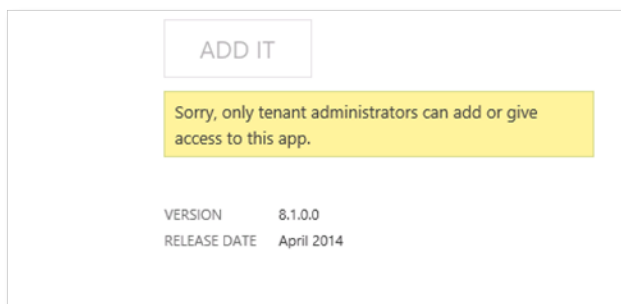 ADD IT
Sorry, only tenant administrators can add or give
access to this app.
VERSION 8.1.0.0
RELEASE DATE April 2014